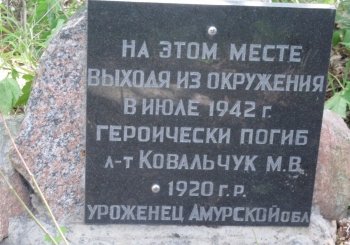 НА ЭТОМ МЕСТЕ
ВЫХОДЯ ИЗ ОКРУЖЕНИЯ
В ИЮЛЕ 1942 г.
ГЕРОИЧЕСКИ ПОГИБ
л-т КОВАЛЬЧУК М.В.
1920 г.р.
УРОЖЕНЕЦ АМУРСКОЙ обл